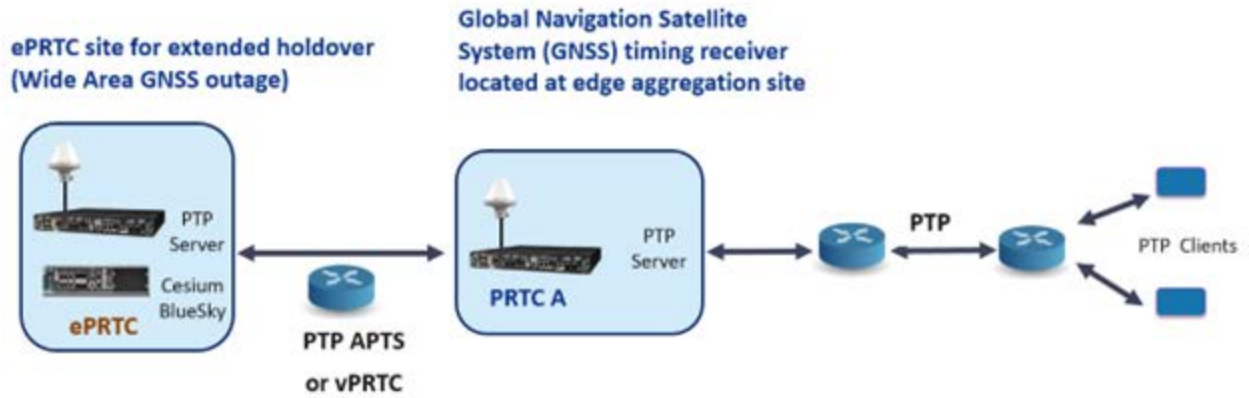 ePRTC site for extended holdover
(Wide Area GNSS outage)
Global Navigation Satellite
System (GNSS) timing receiver
located at edge aggregation site
PTP
Server
Cesium
BlueSky
ePRTC
PTP APTS
or vPRTC
PTP
Server
PRTC A
PTP
PTP Clients